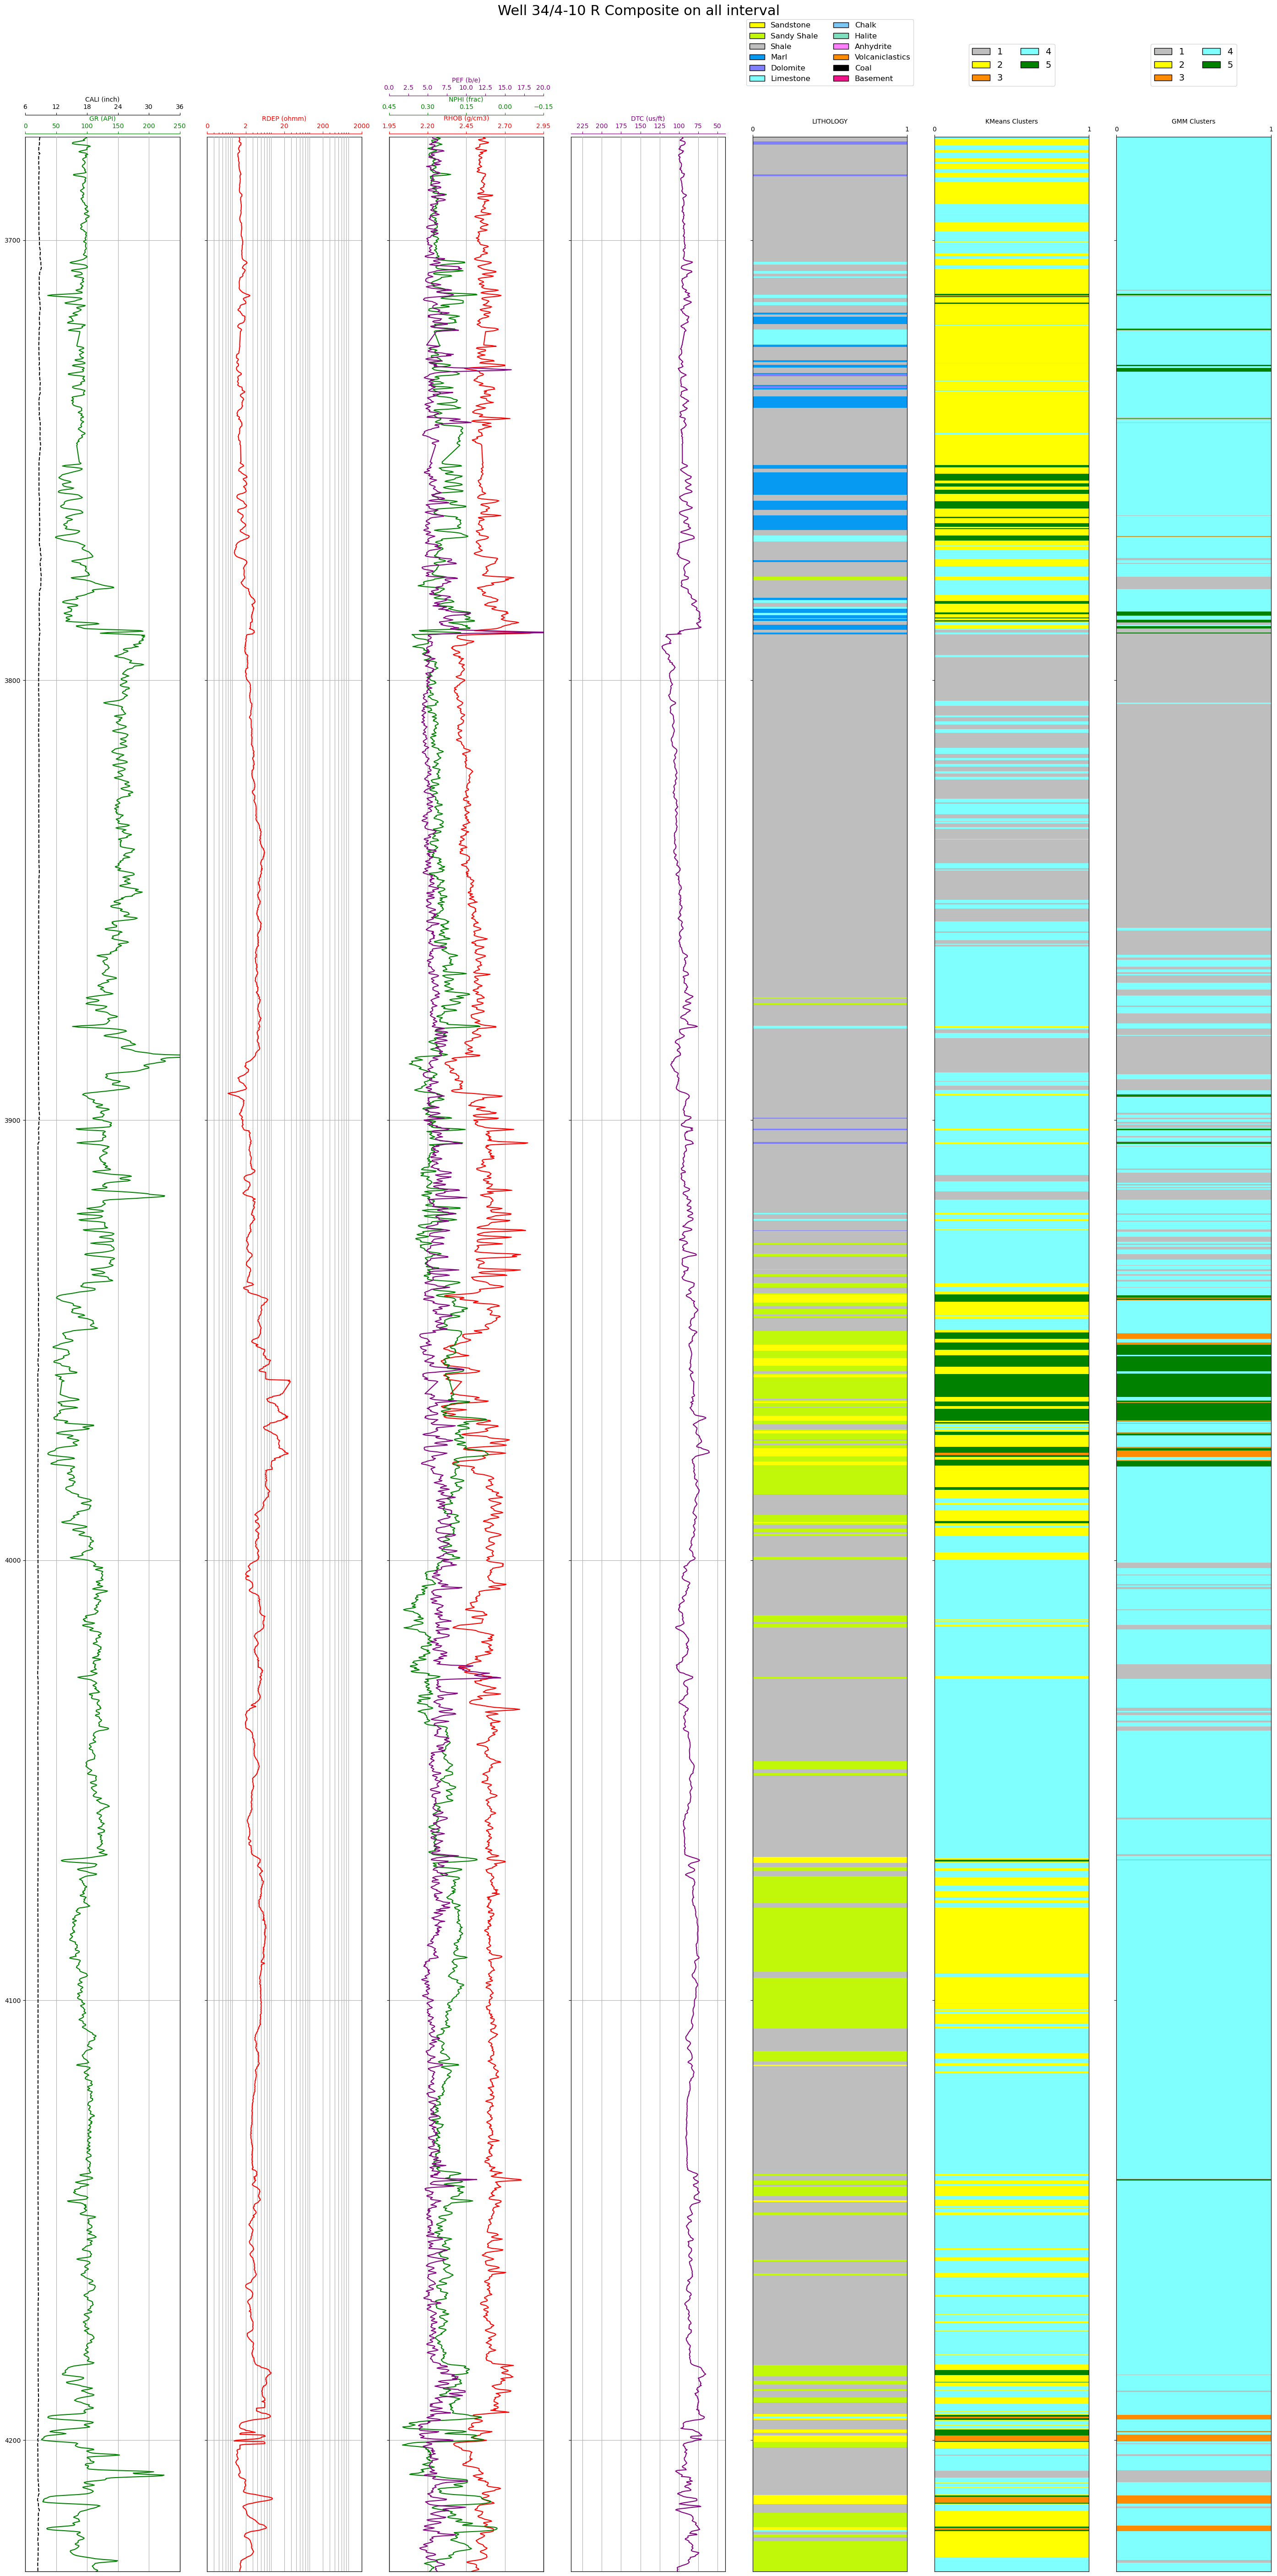 Well 34/4-10 R Composite on all interval
Sandstone Chalk
Sandy Shale Halite
Shale Anhydrite
Marl Volcaniclastics
Dolomite Coal
Limestone Basement
1 4
2 5
3
1 4
2 5
3
PEF (b/e)
0.0 2.5 5.0 7.5 10.0 12.5 15.0 17.5 20.0
CALI (inch)
6 12 18 24 30 36
NPHI (frac)
0.45 0.30 0.15 0.00 −0.15
GR (API)
0 50 100 150 200 250
RDEP (ohmm)
0 2 20 200 2000
RHOB (g/cm3)
1.95 2.20 2.45 2.70 2.95
DTC (us/ft)
225 200 175 150 125 100 75 50
LITHOLOGY
0 1
KMeans Clusters
0 1
GMM Clusters
0 1
3700
3800
3900
4000
4100
4200